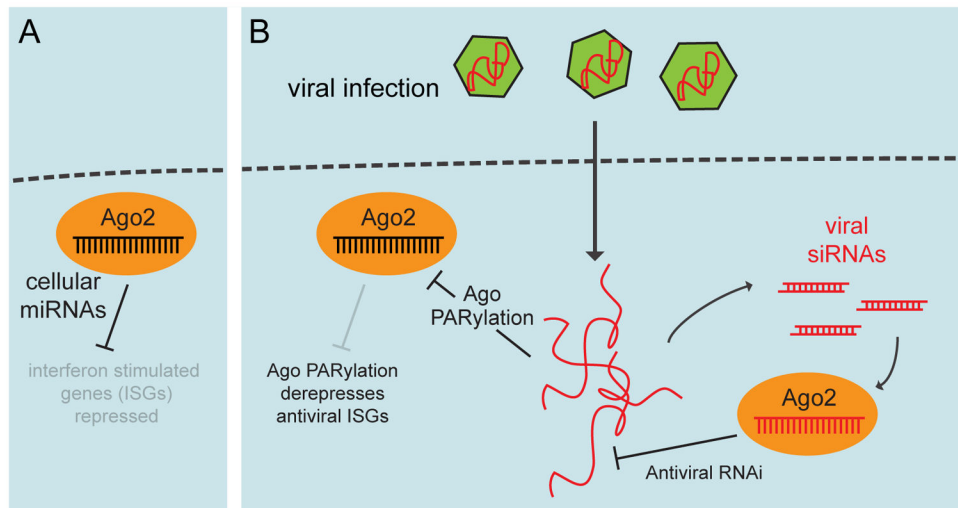 A
Ago2
cellular
miRNAs
interferon stimulated
genes (ISGs)
repressed
B
viral infection
Ago2
Ago
PARylation
Ago PARylation
derepresses
antiviral ISGs
viral
siRNAs
Ago2
Antiviral RNAi